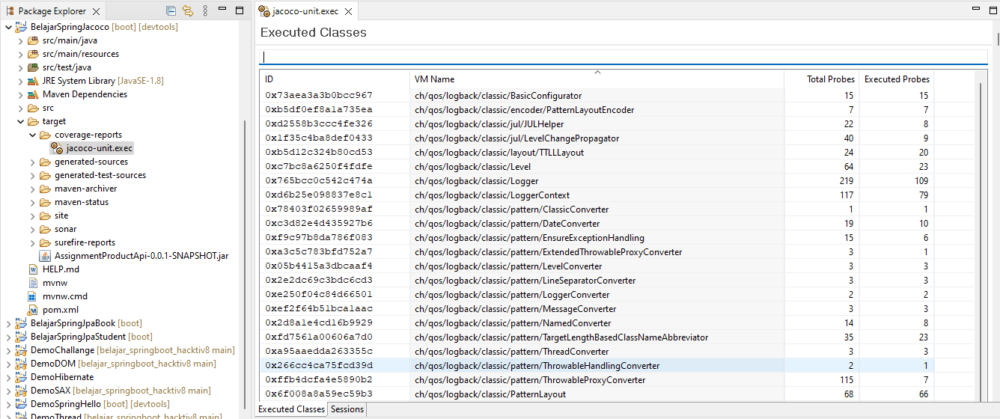 Package Explorer
BelajarSpringJacoco [boot] [devtools]
src/main/java
src/main/resources
src/test/java
JRE System Library [JavaSE-1.8]
Maven Dependencies
src
target
coverage-reports
jacoco-unit.exec
generated-sources
generated-test-sources
maven-archiver
maven-status
site
sonar
surefire-reports
AssignmentProductApi-0.0.1-SNAPSHOT.jar
HELP.md
mvnw
mvnw.cmd
pom.xml
BelajarSpringJpaBook [boot]
BelajarSpringJpaStudent [boot]
DemoChallange [belajar_springboot_hacktiv8 main]
DemoDOM [belajar_springboot_hacktiv8 main]
DemoHibernate
DemoSAX [belajar_springboot_hacktiv8 main]
DemoSpringHello [boot] [devtools]
DemoThread [belajar_springboot_hacktiv8 main]
jacoco-unit.exec
Executed Classes
ID VM Name Total Probes Executed Probes
0x73aea3a3b0bcc967 ch/qos/logback/classic/BasicConfigurator 15 15
0xb5df0ef8a1a735ea ch/qos/logback/classic/encoder/PatternLayoutEncoder 7 7
0xd2558b3ccc4fe326 ch/qos/logback/classic/jul/JULHelper 22 8
0x1f35c4ba8def0433 ch/qos/logback/classic/jul/LevelChangePropagator 40 9
0xb5d12c324b80cd53 ch/qos/logback/classic/layout/TTLLLayout 24 20
0xc7bc8a6250f4fdfe ch/qos/logback/classic/Level 64 23
0x765bcc0c542c474a ch/qos/logback/classic/Logger 219 109
0xd6b25e098837e8c1 ch/qos/logback/classic/LoggerContext 117 79
0x78403f02659989af ch/qos/logback/classic/pattern/ClassicConverter 1 1
0xc3d82e4d435927b6 ch/qos/logback/classic/pattern/DateConverter 19 10
0xf9c97b8da786f083 ch/qos/logback/classic/pattern/EnsureExceptionHandling 15 6
0xa3c5c783bfd752a7 ch/qos/logback/classic/pattern/ExtendedThrowableProxyConverter 3 1
0x05b4415a3dbcaaf4 ch/qos/logback/classic/pattern/LevelConverter 3 3
0x2e2dc69c3bdc6cd3 ch/qos/logback/classic/pattern/LineSeparatorConverter 3 3
0xe250f04c84d66501 ch/qos/logback/classic/pattern/LoggerConverter 2 2
0xef2f64b51bca1aac ch/qos/logback/classic/pattern/MessageConverter 3 3
0x2d8a1e4cd16b9929 ch/qos/logback/classic/pattern/NamedConverter 14 8
0xfd7561a00606a7d0 ch/qos/logback/classic/pattern/TargetLengthBasedClassNameAbbreviator 35 23
0xa95aaedda263355c ch/qos/logback/classic/pattern/ThreadConverter 3 3
0x266cc4ca75fcd39d ch/qos/logback/classic/pattern/ThrowableHandlingConverter 2 1
0xffb4dcfa4e5890b2 ch/qos/logback/classic/pattern/ThrowableProxyConverter 115 7
0x6f008a8a59ec59b3 ch/qos/logback/classic/PatternLayout 68 66
Executed Classes Sessions